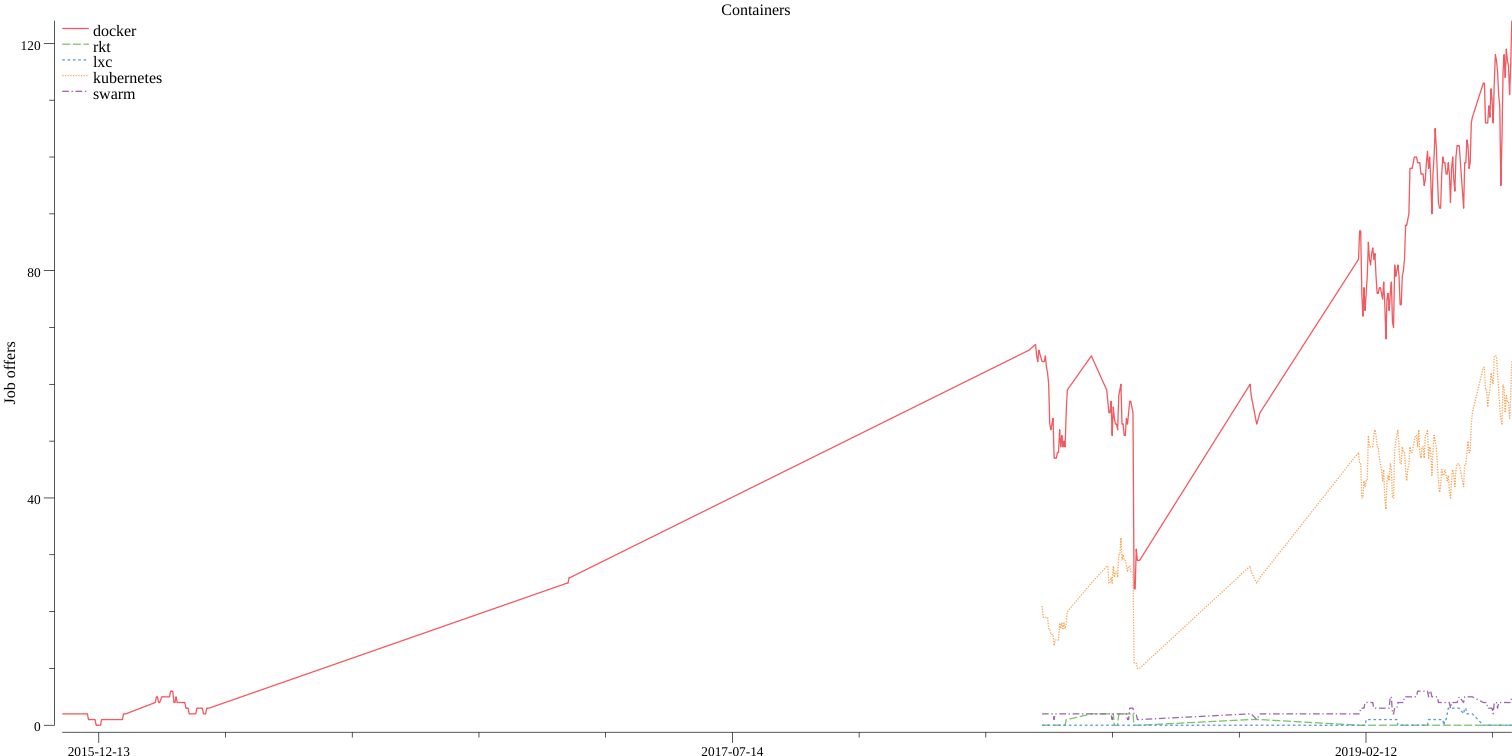 Containers
docker
rkt
lxc
kubernetes
swarm
120
80
40
0
Job offers
2015-12-13
2017-07-14
2019-02-12